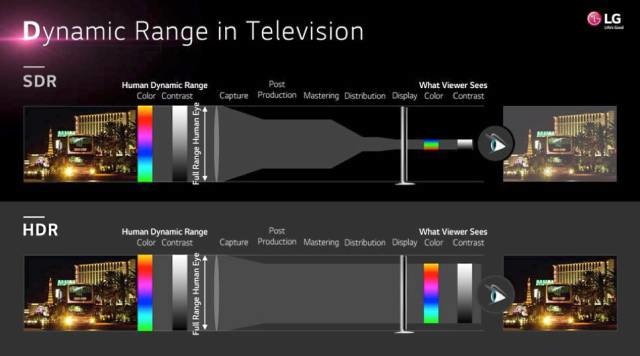 Dynamic Range in Television
LG
Life's Good
SDR
Human Dynamic Range
Color Contrast
Full Range Human Eye
Capture
Post
Production
Mastering
Distribution
Display
What Viewer Sees
Color Contrast
HDR
Human Dynamic Range
Color Contrast
Full Range Human Eye
Capture
Post
Production
Mastering
Distribution
Display
What Viewer Sees
Color Contrast